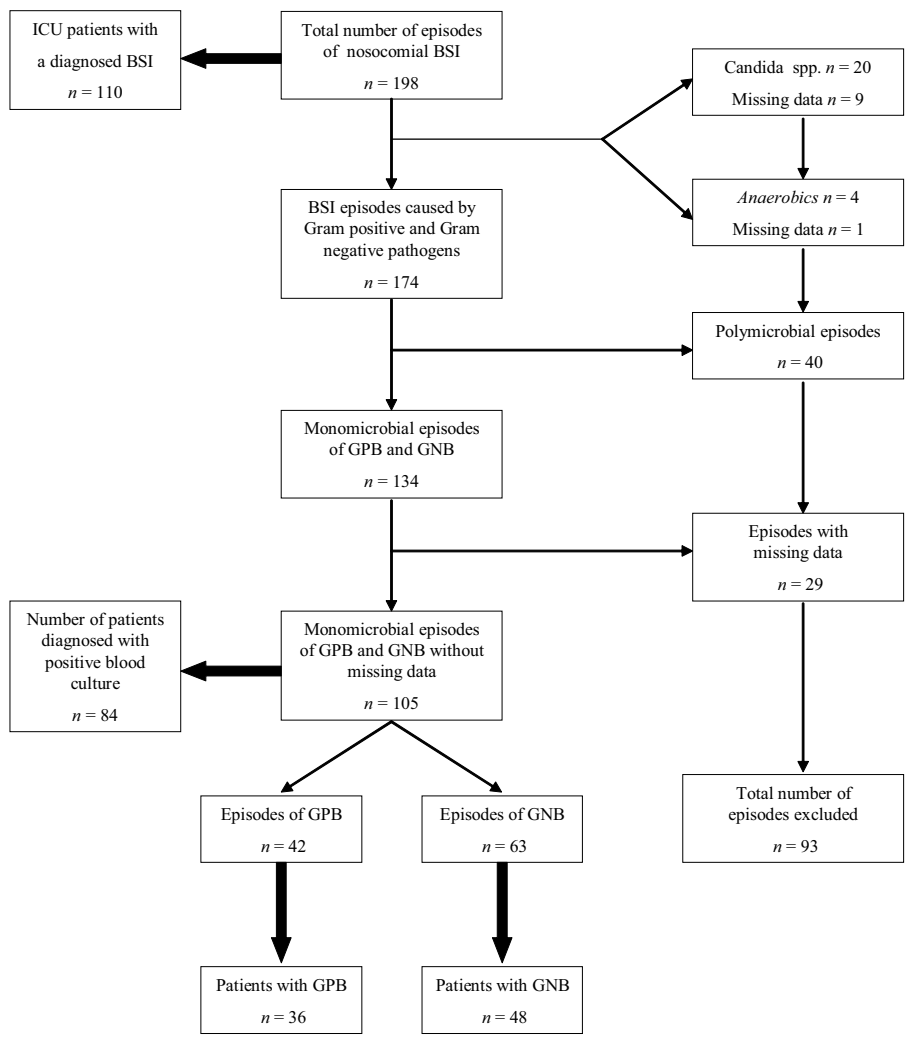 ICU patients with
a diagnosed BSI
n = 110
Total number of episodes
of nosocomial BSI
n = 198
Candida spp. n = 20
Missing data n = 9
Anaerobics n = 4
Missing data n = 1
BSI episodes caused by
Gram positive and Gram
negative pathogens
n = 174
Polymicrobial episodes
n = 40
Monomicrobial episodes
of GPB and GNB
n = 134
Episodes with
missing data
n = 29
Number of patients
diagnosed with
positive blood
culture
n = 84
Monomicrobial episodes
of GPB and GNB without
missing data
n = 105
Episodes of GPB
n = 42
Episodes of GNB
n = 63
Total number of
episodes excluded
n = 93
Patients with GPB
n = 36
Patients with GNB
n = 48